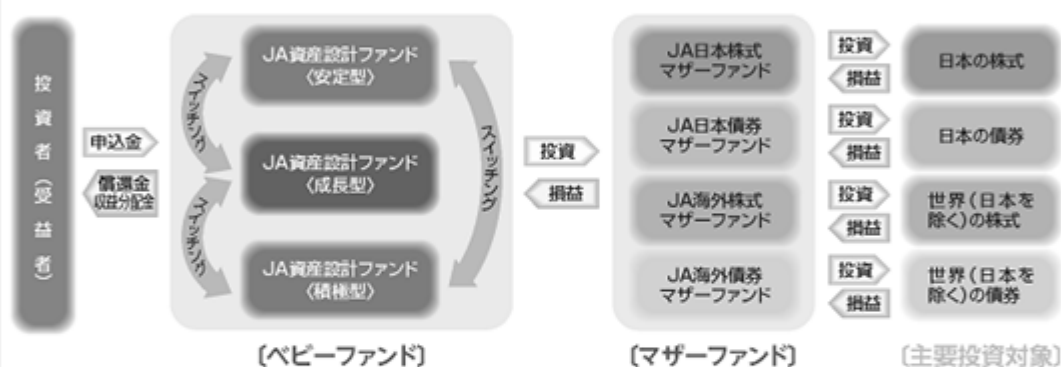 投資者(受益者)
申込金
償還金
収益分配金
JA資産設計ファンド
〈安定型〉
スイッチング
JA資産設計ファンド
〈成長型〉
スイッチング
JA資産設計ファンド
〈積極型〉
スイッチング
〔ベビーファンド〕
投資
損益
JA日本株式
マザーファンド
JA日本債券
マザーファンド
JA海外株式
マザーファンド
JA海外債券
マザーファンド
〔マザーファンド〕
投資
損益
日本の株式
投資
損益
日本の債券
投資
損益
世界(日本を
除く)の株式
投資
損益
世界(日本を
除く)の債券
〔主要投資対象〕